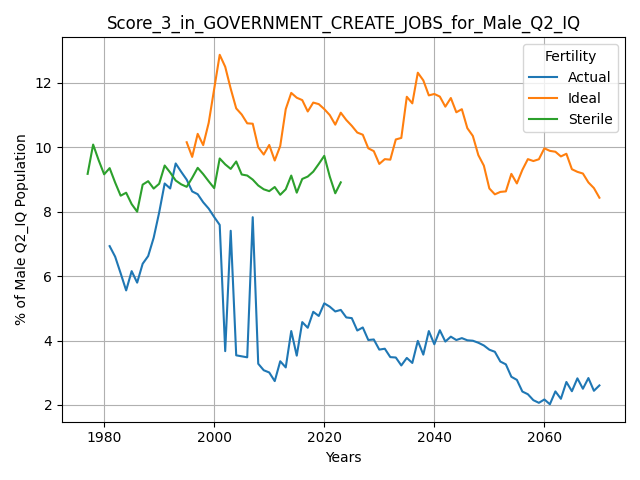 Score_3_in_GOVERNMENT_CREATE_JOBS_for_Male_Q2_IQ
Fertility
Actual
Ideal
Sterile
% of Male Q2_IQ Population
12
10
8
6
4
2
1980 2000 2020 2040 2060
Years